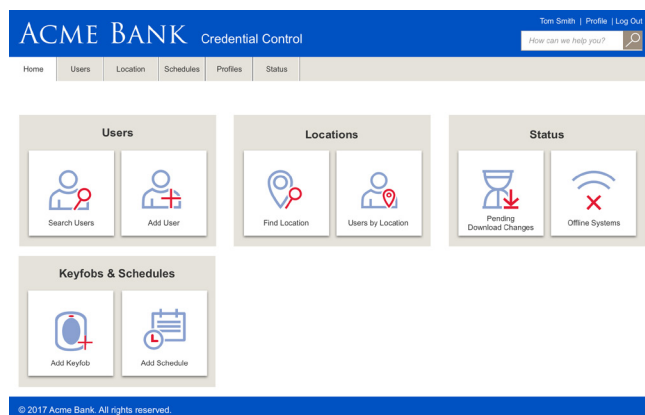 Tom Smith | Profile | Log Out
ACME BANK Credential Control
How can we help you?
Home Users Location Schedules Profiles Status
Users Locations Status
Search Users Add User Find Location Users by Location Pending Download Changes Offline Systems
Keyfobs & Schedules
Add Keyfob Add Schedule
© 2017 Acme Bank. All rights reserved.